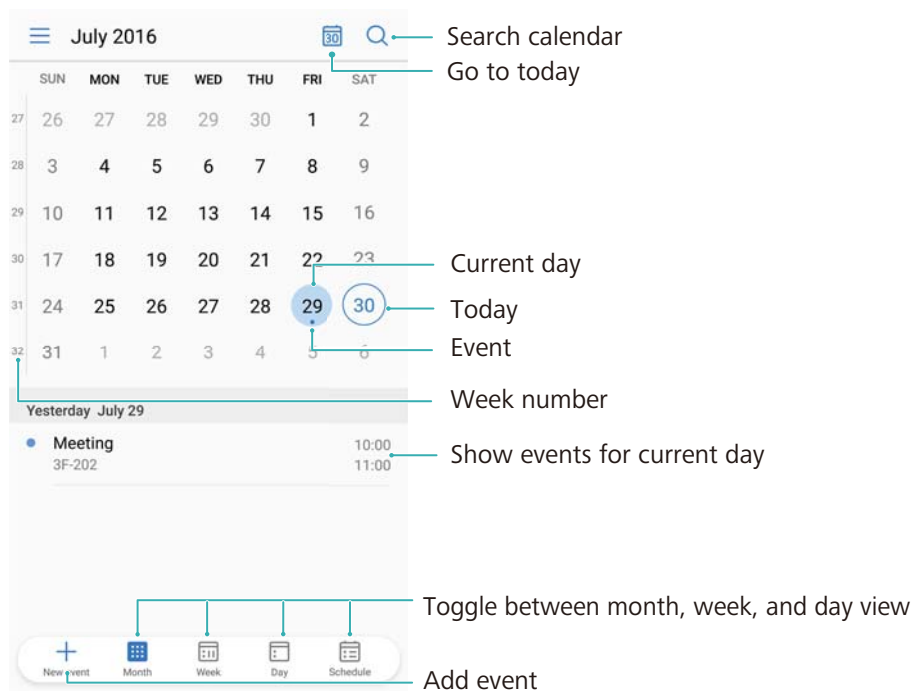 July 2016
30
Search calendar
Go to today
SUN MON TUE WED THU FRI SAT
27 26 27 28 29 30 1 2
28 3 4 5 6 7 8 9
29 10 11 12 13 14 15 16
30 17 18 19 20 21 22 23
Current day
31 24 25 26 27 28 29 30
Today
Event
32 31 1 2 3 4 5 6
Week number
Yesterday July 29
Meeting 10:00
3F-202 11:00
Show events for current day
Toggle between month, week, and day view
New event Month Week Day Schedule
Add event